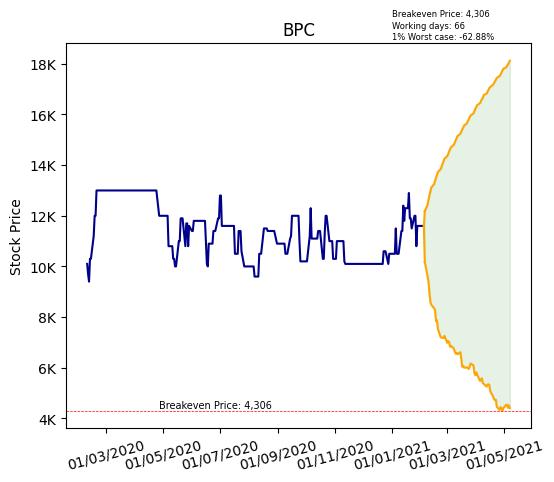 Breakeven Price: 4,306
Working days: 66
1% Worst case: -62.88%
BPC
Stock Price
18K
16K
14K
12K
10K
8K
6K
4K
Breakeven Price: 4,306
01/03/2020 01/05/2020 01/07/2020 01/09/2020 01/11/2020 01/01/2021 01/03/2021 01/05/2021